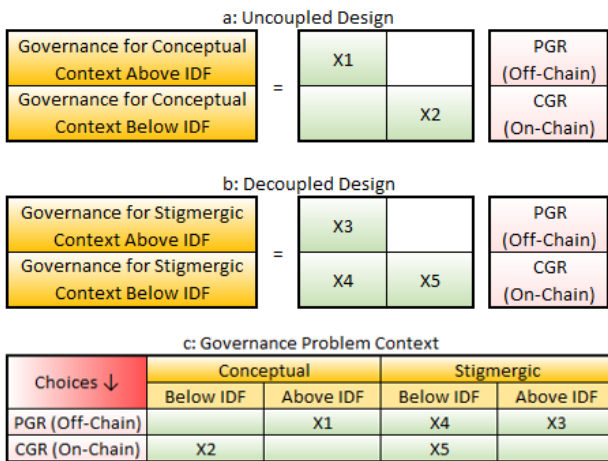 a: Uncoupled Design
Governance for Conceptual
Context Above IDF
Governance for Conceptual
Context Below IDF
=
X1
X2
PGR
(Off-Chain)
CGR
(On-Chain)
b: Decoupled Design
Governance for Stigmergic
Context Above IDF
Governance for Stigmergic
Context Below IDF
=
X3
X4 X5
PGR
(Off-Chain)
CGR
(On-Chain)
c: Governance Problem Context
Choices ↓ Conceptual Stigmergic
Below IDF Above IDF Below IDF Above IDF
PGR (Off-Chain) X1 X4 X3
CGR (On-Chain) X2 X5